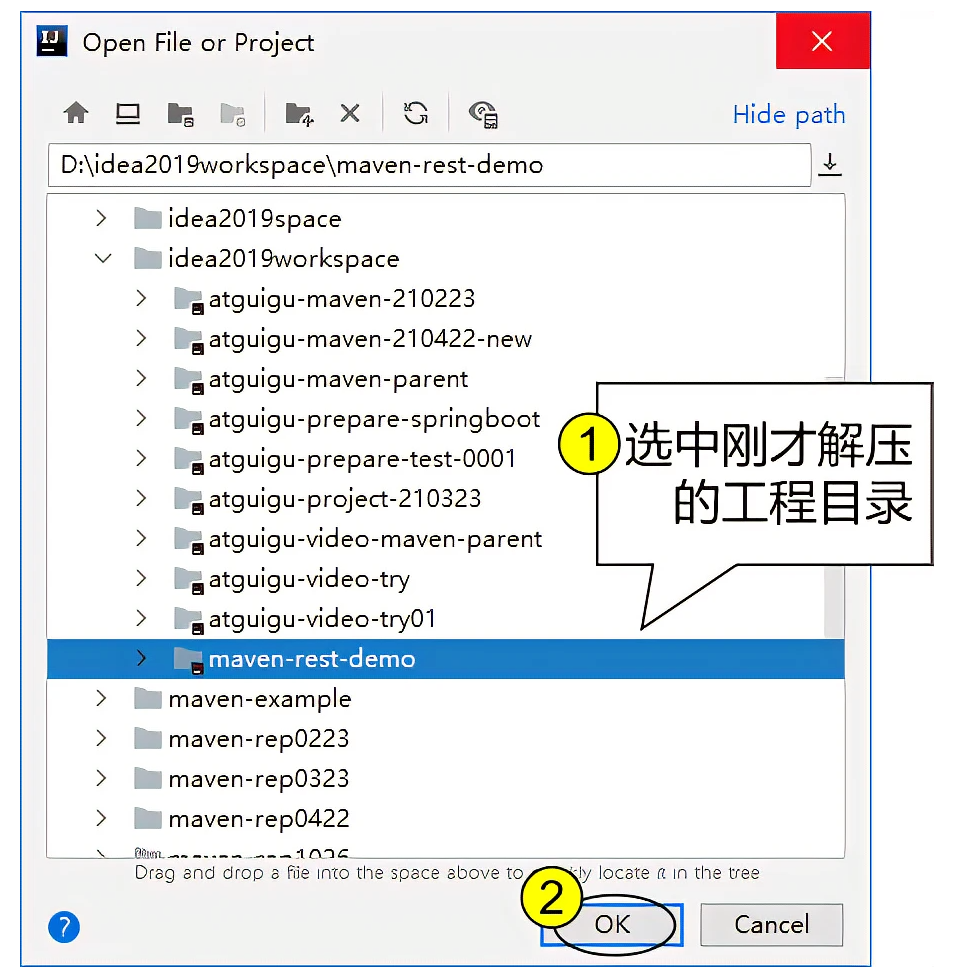 Open File or Project
Hide path
D:\idea2019workspace\maven-rest-demo
idea2019space
idea2019workspace
atguigu-maven-210223
atguigu-maven-210422-new
atguigu-maven-parent
atguigu-prepare-springboot
atguigu-prepare-test-0001
atguigu-project-210323
atguigu-video-maven-parent
atguigu-video-try
atguigu-video-try01
maven-rest-demo
1 选中刚才解压
的工程目录
maven-example
maven-rep0223
maven-rep0323
maven-rep0422
maven-rep1026
Drag and drop a file into the space above to locate it in the tree
2
? OK Cancel